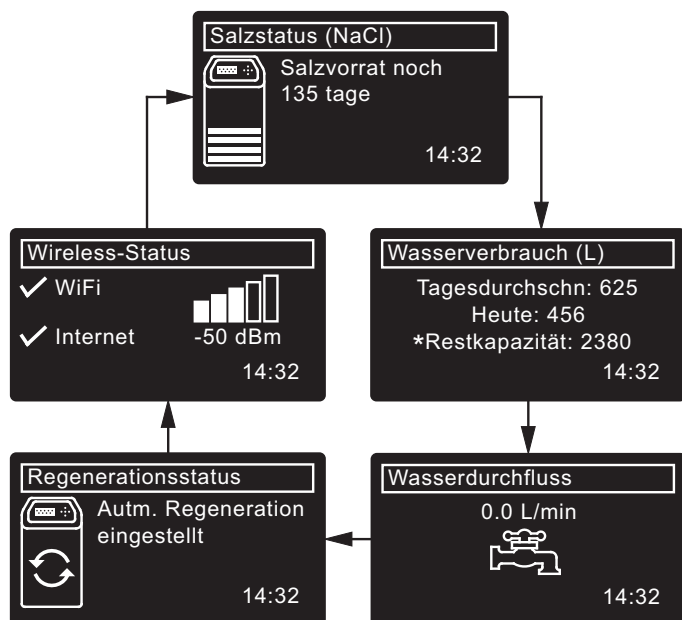 Salzstatus (NaCl)
Salzvorrat noch
135 tage
14:32
Wireless-Status
WiFi
Internet
-50 dBm
14:32
Wasserverbrauch (L)
Tagesdurchschn: 625
Heute: 456
*Restkapazität: 2380
14:32
Regenerationsstatus
Autm. Regeneration
eingestellt
14:32
Wasserdurchfluss
0.0 L/min
14:32